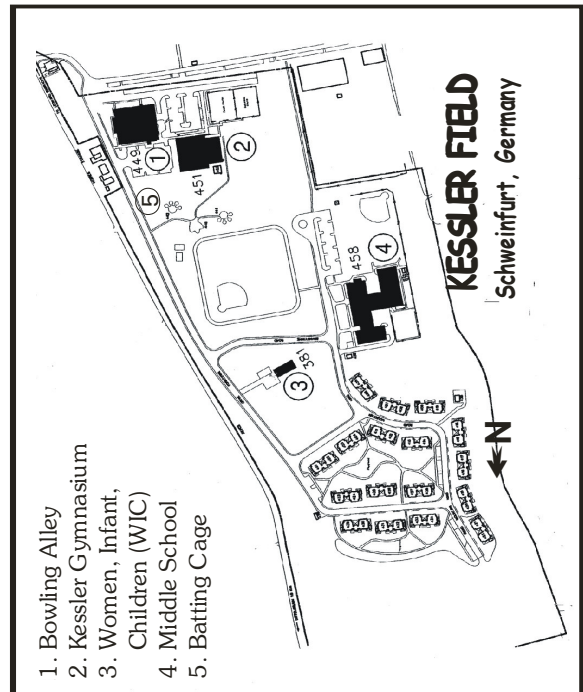 1. Bowling Alley
2. Kessler Gymnasium
3. Women, Infant,
Children (WIC)
4. Middle School
5. Batting Cage
KESSLER FIELD
Schweinfurt, Germany
N
449
1
451
2
5
458
4
381
3